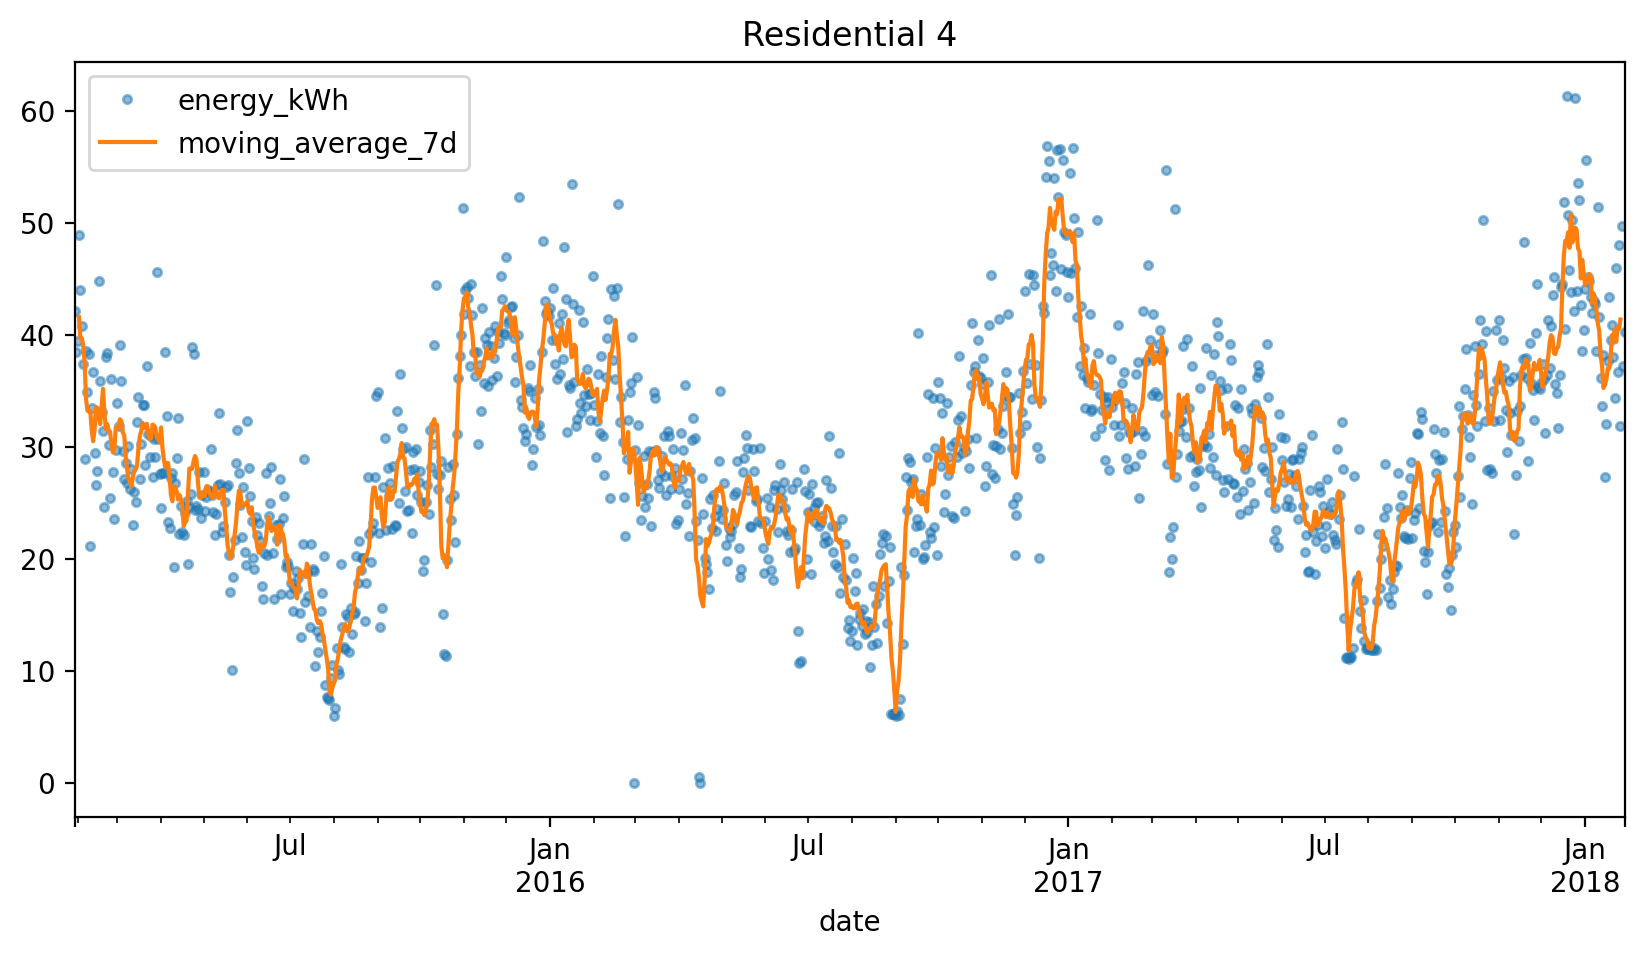 Residential 4
energy_kWh
moving_average_7d
60
50
40
30
20
10
0
Jul
Jan
2016
Jul
Jan
2017
Jul
Jan
2018
date